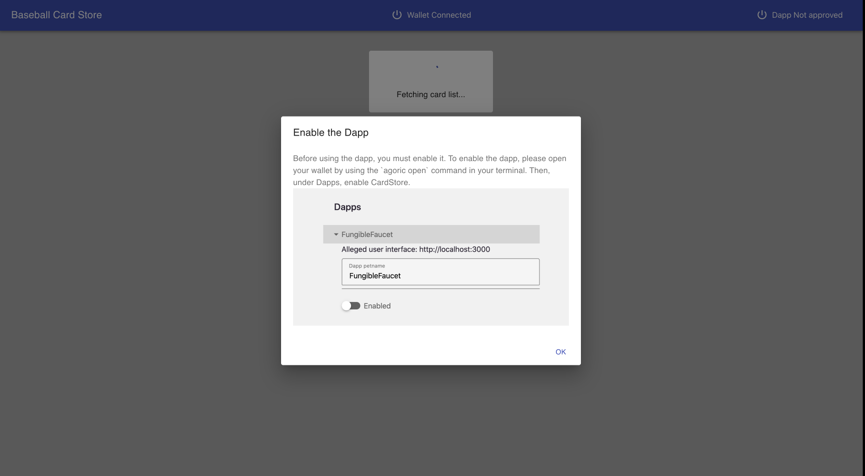 Baseball Card Store
Wallet Connected
Dapp Not approved
Fetching card list...
Enable the Dapp
Before using the dapp, you must enable it. To enable the dapp, please open
your wallet by using the `agoric open` command in your terminal. Then,
under Dapps, enable CardStore.
Dapps
FungibleFaucet
Alleged user interface: http://localhost:3000
Dapp petname
FungibleFaucet
Enabled
OK